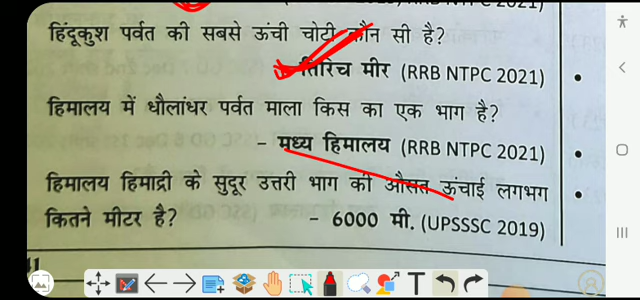 हिंदूकुश पर्वत की सबसे ऊंची चोटी कौन सी है?
तिरिच मीर (RRB NTPC 2021)
हिमालय में धौलांधर पर्वत माला किस का एक भाग है?
– मध्य हिमालय (RRB NTPC 2021)
हिमालय हिमाद्री के सुदूर उत्तरी भाग की औसत ऊंचाई लगभग
कितने मीटर है? – 6000 मी. (UPSSSC 2019)